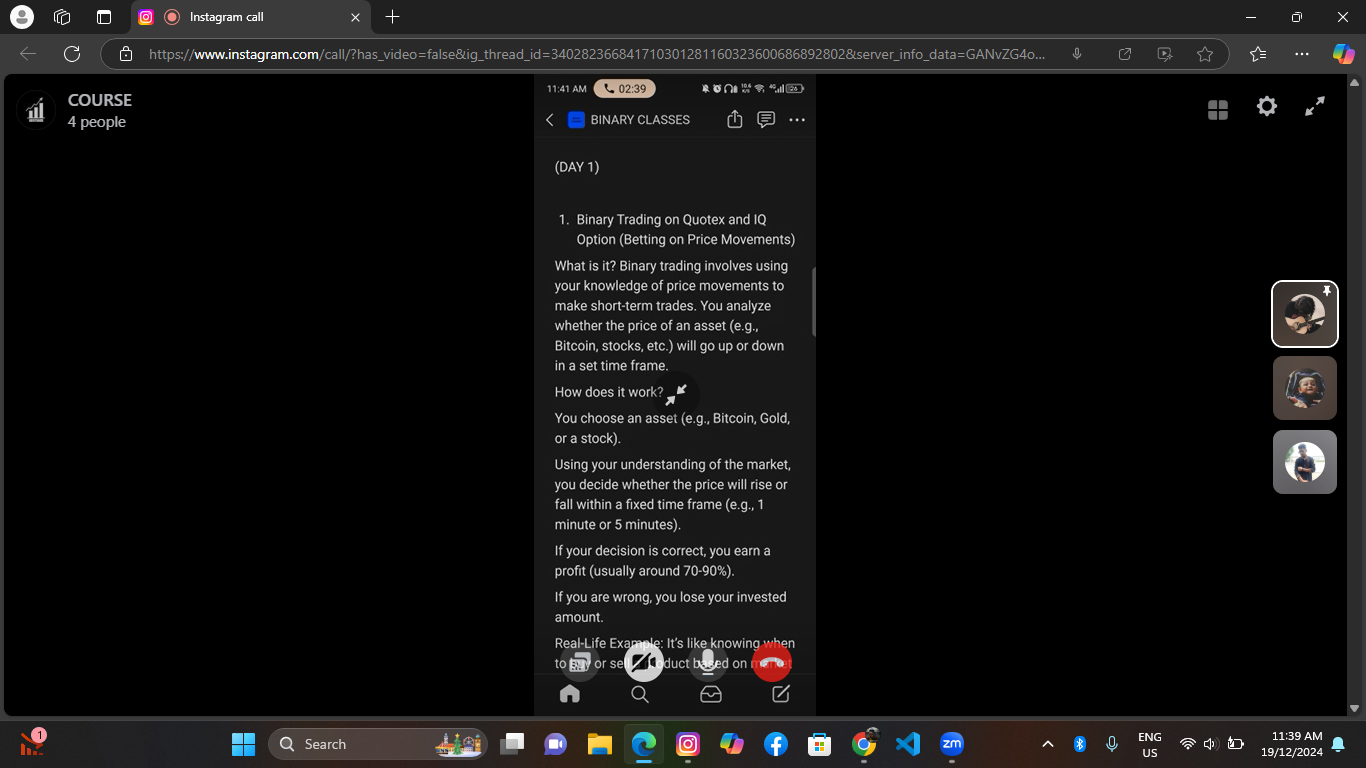 Instagram call
https://www.instagram.com/call/?has_video=false&ig_thread_id=340282366841710301281160323600686892802&server_info_data=GANvZG4o...
COURSE
4 people
11:41 AM
02:39
BINARY CLASSES
(DAY 1)
1. Binary Trading on Quotex and IQ
Option (Betting on Price Movements)
What is it? Binary trading involves using
your knowledge of price movements to
make short-term trades. You analyze
whether the price of an asset (e.g.,
Bitcoin, stocks, etc.) will go up or down
in a set time frame.
How does it work?
You choose an asset (e.g., Bitcoin, Gold,
or a stock).
Using your understanding of the market,
you decide whether the price will rise or
fall within a fixed time frame (e.g., 1
minute or 5 minutes).
If your decision is correct, you earn a
profit (usually around 70-90%).
If you are wrong, you lose your invested
amount.
Real-Life Example: It's like knowing when
to buy or sell based on market
1
Search
zm
ENG
US
11:39 AM
19/12/2024